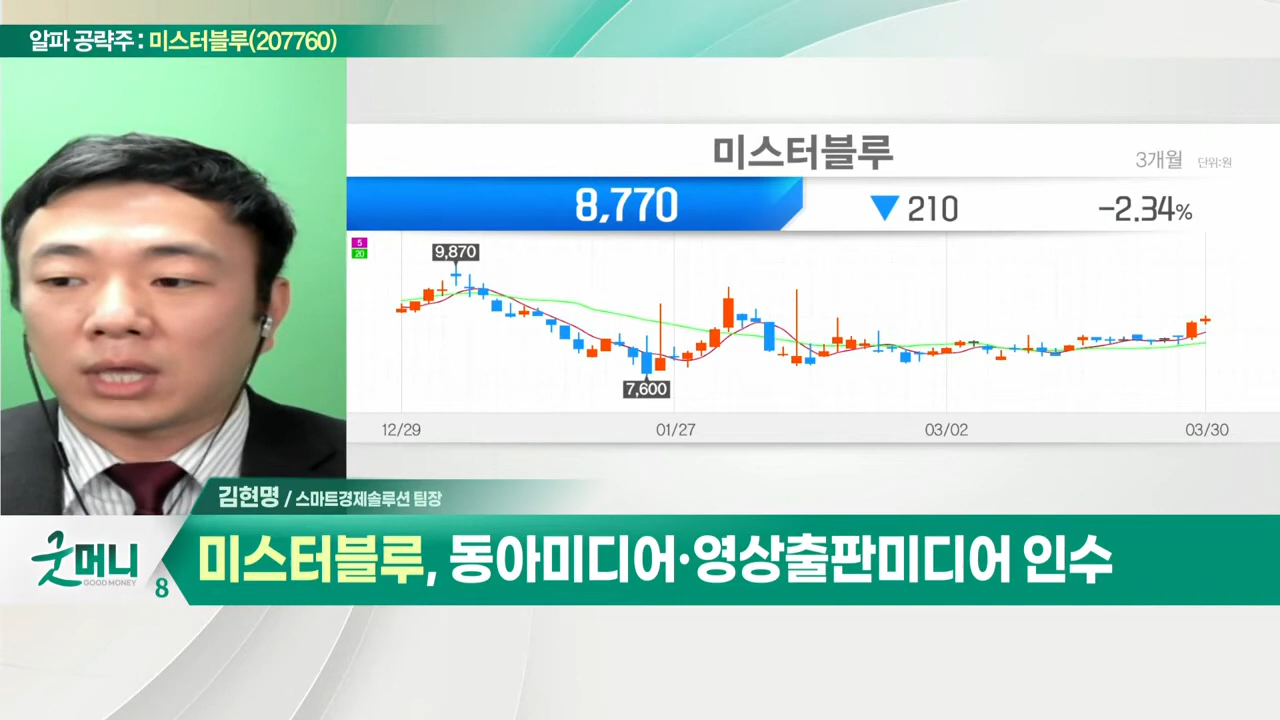 알파 공략주 : 미스터블루(207760)
미스터블루
3개월 단위:원
8,770 ▼ 210 -2.34%
5
20
9,870
7,600
12/29 01/27 03/02 03/30
김현명 / 스마트경제솔루션 팀장
굿머니
GOOD MONEY
8
미스터블루, 동아미디어·영상출판미디어 인수